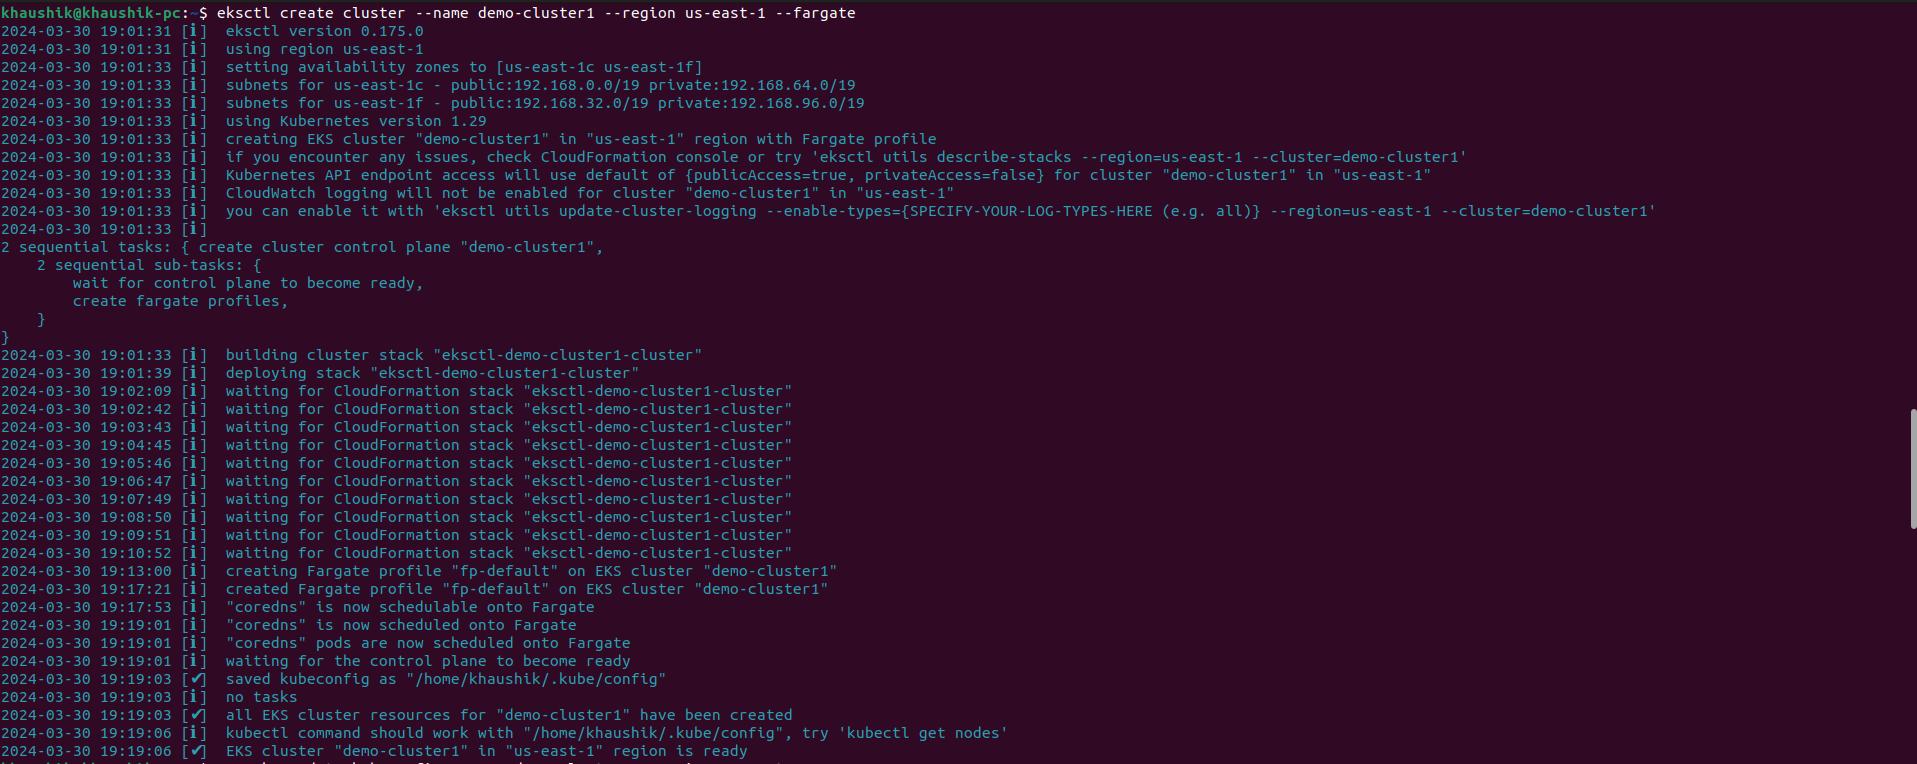 khaushik@khaushik-pc:~$ eksctl create cluster --name demo-cluster1 --region us-east-1 --fargate
2024-03-30 19:01:31 [ℹ]  eksctl version 0.175.0
2024-03-30 19:01:31 [ℹ]  using region us-east-1
2024-03-30 19:01:33 [ℹ]  setting availability zones to [us-east-1c us-east-1f]
2024-03-30 19:01:33 [ℹ]  subnets for us-east-1c - public:192.168.0.0/19 private:192.168.64.0/19
2024-03-30 19:01:33 [ℹ]  subnets for us-east-1f - public:192.168.32.0/19 private:192.168.96.0/19
2024-03-30 19:01:33 [ℹ]  using Kubernetes version 1.29
2024-03-30 19:01:33 [ℹ]  creating EKS cluster "demo-cluster1" in "us-east-1" region with Fargate profile
2024-03-30 19:01:33 [ℹ]  if you encounter any issues, check CloudFormation console or try 'eksctl utils describe-stacks --region=us-east-1 --cluster=demo-cluster1'
2024-03-30 19:01:33 [ℹ]  Kubernetes API endpoint access will use default of {publicAccess=true, privateAccess=false} for cluster "demo-cluster1" in "us-east-1"
2024-03-30 19:01:33 [ℹ]  CloudWatch logging will not be enabled for cluster "demo-cluster1" in "us-east-1"
2024-03-30 19:01:33 [ℹ]  you can enable it with 'eksctl utils update-cluster-logging --enable-types={SPECIFY-YOUR-LOG-TYPES-HERE (e.g. all)} --region=us-east-1 --cluster=demo-cluster1'
2024-03-30 19:01:33 [ℹ]
2 sequential tasks: { create cluster control plane "demo-cluster1",
    2 sequential sub-tasks: {
        wait for control plane to become ready,
        create fargate profiles,
    }
}
2024-03-30 19:01:33 [ℹ]  building cluster stack "eksctl-demo-cluster1-cluster"
2024-03-30 19:01:39 [ℹ]  deploying stack "eksctl-demo-cluster1-cluster"
2024-03-30 19:02:09 [ℹ]  waiting for CloudFormation stack "eksctl-demo-cluster1-cluster"
2024-03-30 19:02:42 [ℹ]  waiting for CloudFormation stack "eksctl-demo-cluster1-cluster"
2024-03-30 19:03:43 [ℹ]  waiting for CloudFormation stack "eksctl-demo-cluster1-cluster"
2024-03-30 19:04:45 [ℹ]  waiting for CloudFormation stack "eksctl-demo-cluster1-cluster"
2024-03-30 19:05:46 [ℹ]  waiting for CloudFormation stack "eksctl-demo-cluster1-cluster"
2024-03-30 19:06:47 [ℹ]  waiting for CloudFormation stack "eksctl-demo-cluster1-cluster"
2024-03-30 19:07:49 [ℹ]  waiting for CloudFormation stack "eksctl-demo-cluster1-cluster"
2024-03-30 19:08:50 [ℹ]  waiting for CloudFormation stack "eksctl-demo-cluster1-cluster"
2024-03-30 19:09:51 [ℹ]  waiting for CloudFormation stack "eksctl-demo-cluster1-cluster"
2024-03-30 19:10:52 [ℹ]  waiting for CloudFormation stack "eksctl-demo-cluster1-cluster"
2024-03-30 19:13:00 [ℹ]  creating Fargate profile "fp-default" on EKS cluster "demo-cluster1"
2024-03-30 19:17:21 [ℹ]  created Fargate profile "fp-default" on EKS cluster "demo-cluster1"
2024-03-30 19:17:53 [ℹ]  "coredns" is now schedulable onto Fargate
2024-03-30 19:19:01 [ℹ]  "coredns" is now scheduled onto Fargate
2024-03-30 19:19:01 [ℹ]  "coredns" pods are now scheduled onto Fargate
2024-03-30 19:19:01 [ℹ]  waiting for the control plane to become ready
2024-03-30 19:19:03 [✔]  saved kubeconfig as "/home/khaushik/.kube/config"
2024-03-30 19:19:03 [ℹ]  no tasks
2024-03-30 19:19:03 [✔]  all EKS cluster resources for "demo-cluster1" have been created
2024-03-30 19:19:06 [ℹ]  kubectl command should work with "/home/khaushik/.kube/config", try 'kubectl get nodes'
2024-03-30 19:19:06 [✔]  EKS cluster "demo-cluster1" in "us-east-1" region is ready